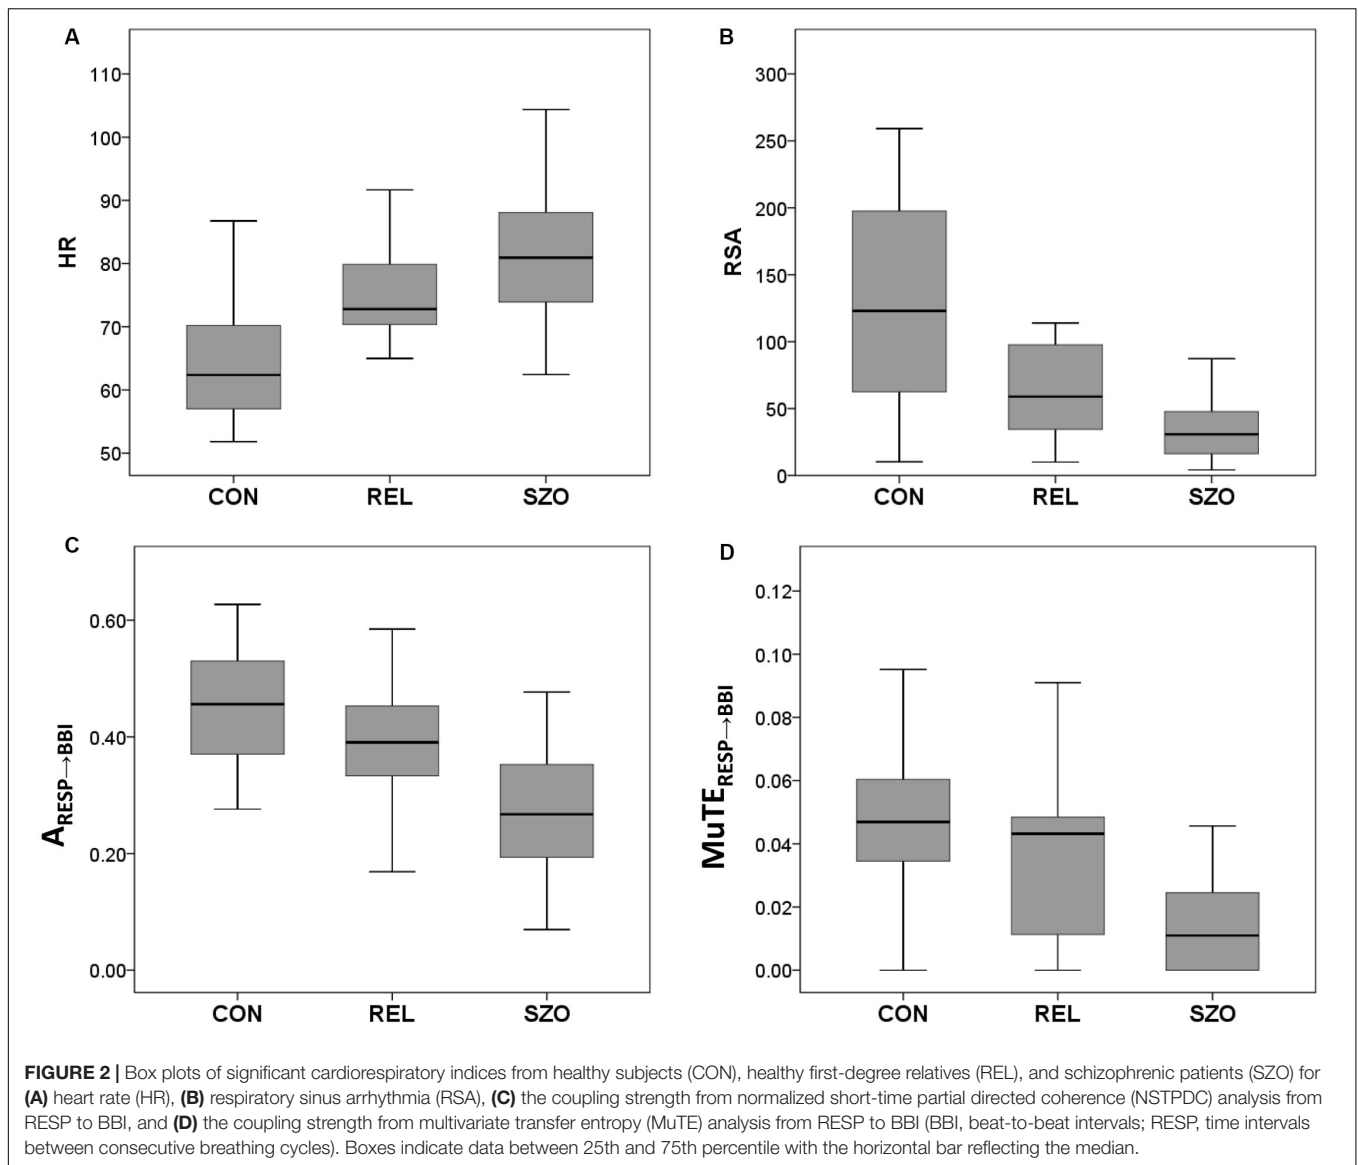 A
HR
110
100
90
80
70
60
50
CON REL SZO
B
RSA
300
250
200
150
100
50
0
CON REL SZO
C
A RESP→BBI
0.60
0.40
0.20
0.00
CON REL SZO
D
MuTE RESP→BBI
0.12
0.10
0.08
0.06
0.04
0.02
0.00
CON REL SZO
FIGURE 2 | Box plots of significant cardiorespiratory indices from healthy subjects (CON), healthy first-degree relatives (REL), and schizophrenic patients (SZO) for
(A) heart rate (HR), (B) respiratory sinus arrhythmia (RSA), (C) the coupling strength from normalized short-time partial directed coherence (NSTPDC) analysis from
RESP to BBI, and (D) the coupling strength from multivariate transfer entropy (MuTE) analysis from RESP to BBI (BBI, beat-to-beat intervals; RESP, time intervals
between consecutive breathing cycles). Boxes indicate data between 25th and 75th percentile with the horizontal bar reflecting the median.